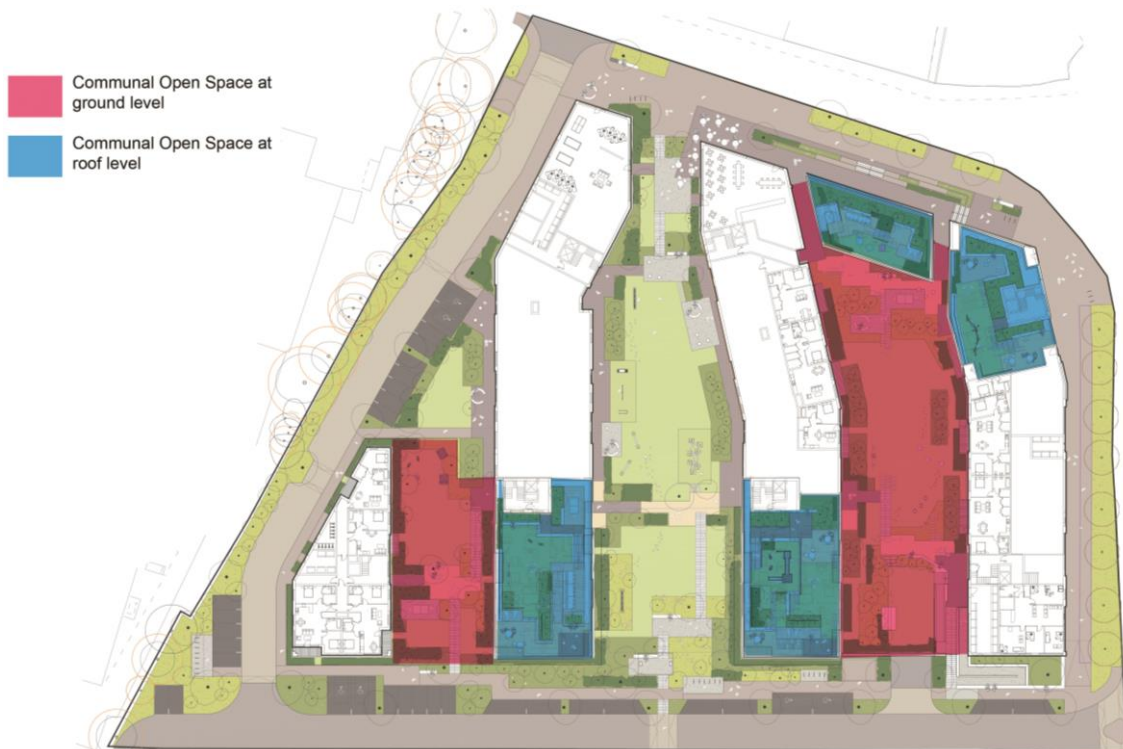 Communal Open Space at
ground level
Communal Open Space at
roof level